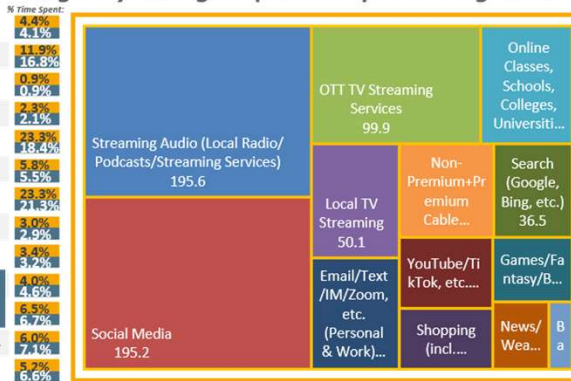 % Time Spent:
4.4%
4.1%
11.9%
16.8%
0.9%
0.9%
2.3%
2.1%
23.3%
18.4%
5.8%
5.5%
23.3%
21.3%
3.0%
2.9%
3.4%
3.2%
4.0%
4.6%
6.5%
6.7%
6.0%
7.1%
5.2%
6.6%
Streaming Audio (Local Radio/
Podcasts/Streaming Services)
195.6
Social Media
195.2
OTT TV Streaming
Services
99.9
Online
Classes,
Schools,
Colleges,
Universiti...
Local TV
Streaming
50.1
Non-
Premium+Pr
emium
Cable...
Search
(Google,
Bing, etc.)
36.5
Email/Text
/IM/Zoom,
etc.
(Personal
& Work)...
YouTube/Ti
kTok, etc....
Games/Fa
ntasy/B...
Shopping
(incl....
News/
Wea...
Ba